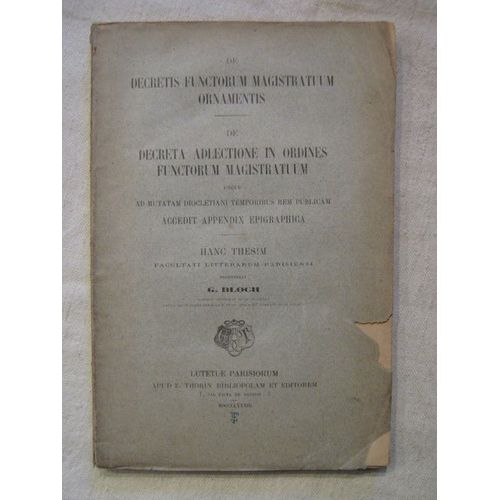 DE
DECRETIS FUNCTORUM MAGISTRATUUM
ORNAMENTIS
DE
DECRETA ADLECTIONE IN ORDINES
FUNCTORUM MAGISTRATUUM
USQUE
AD MUTATAM DIOCLETIANI TEMPORIBUS REM PUBLICAM
ACCEDIT APPENDIX EPIGRAPHICA
HANC THESIM
FACULTATI LITTERARUM PARISIENSI
PROPONEBAT
G. BLOCH
LUTETIÆ PARISIORUM
APUD E. THORIN BIBLIOPOLAM ET EDITOREM